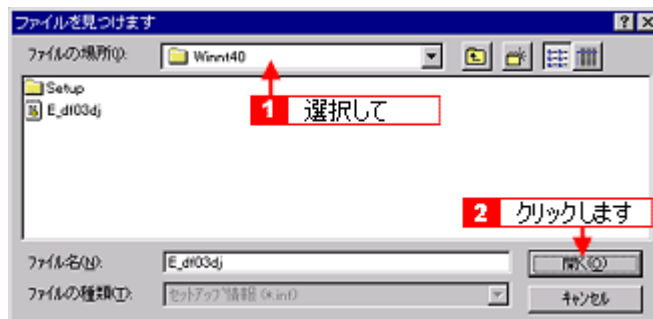 ファイルを見つけます
ファイルの場所(I):
Winnt40
Setup
E_df03dj
1 選択して
2 クリックします
ファイル名(N):
E_df03dj
開く(O)
ファイルの種類(T):
セットアップ情報 (*.inf)
キャンセル